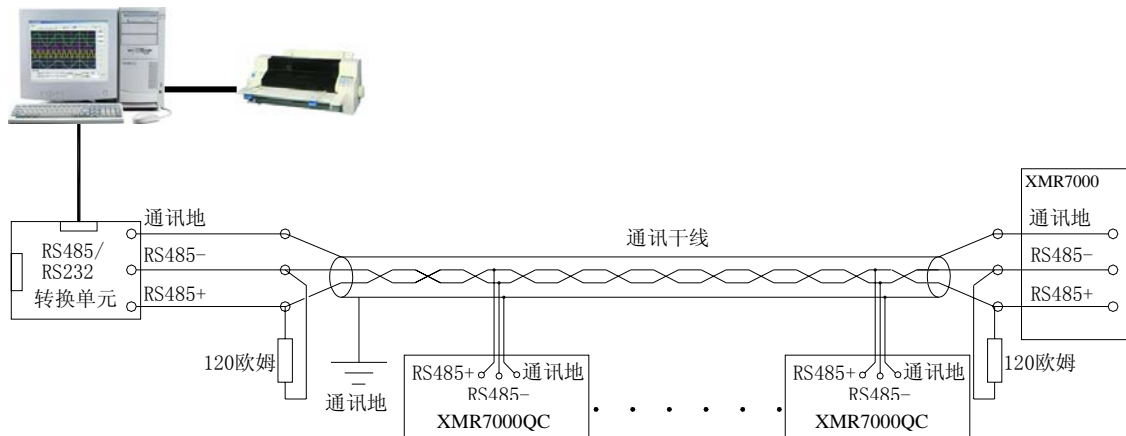 XMR7000
通讯地
RS485-
RS485+
RS485/
RS232
转换单元
通讯干线
通讯地
RS485-
RS485+
120欧姆
通讯地
RS485+
通讯地
RS485-
XMR7000QC
RS485+
通讯地
RS485-
XMR7000QC
120欧姆